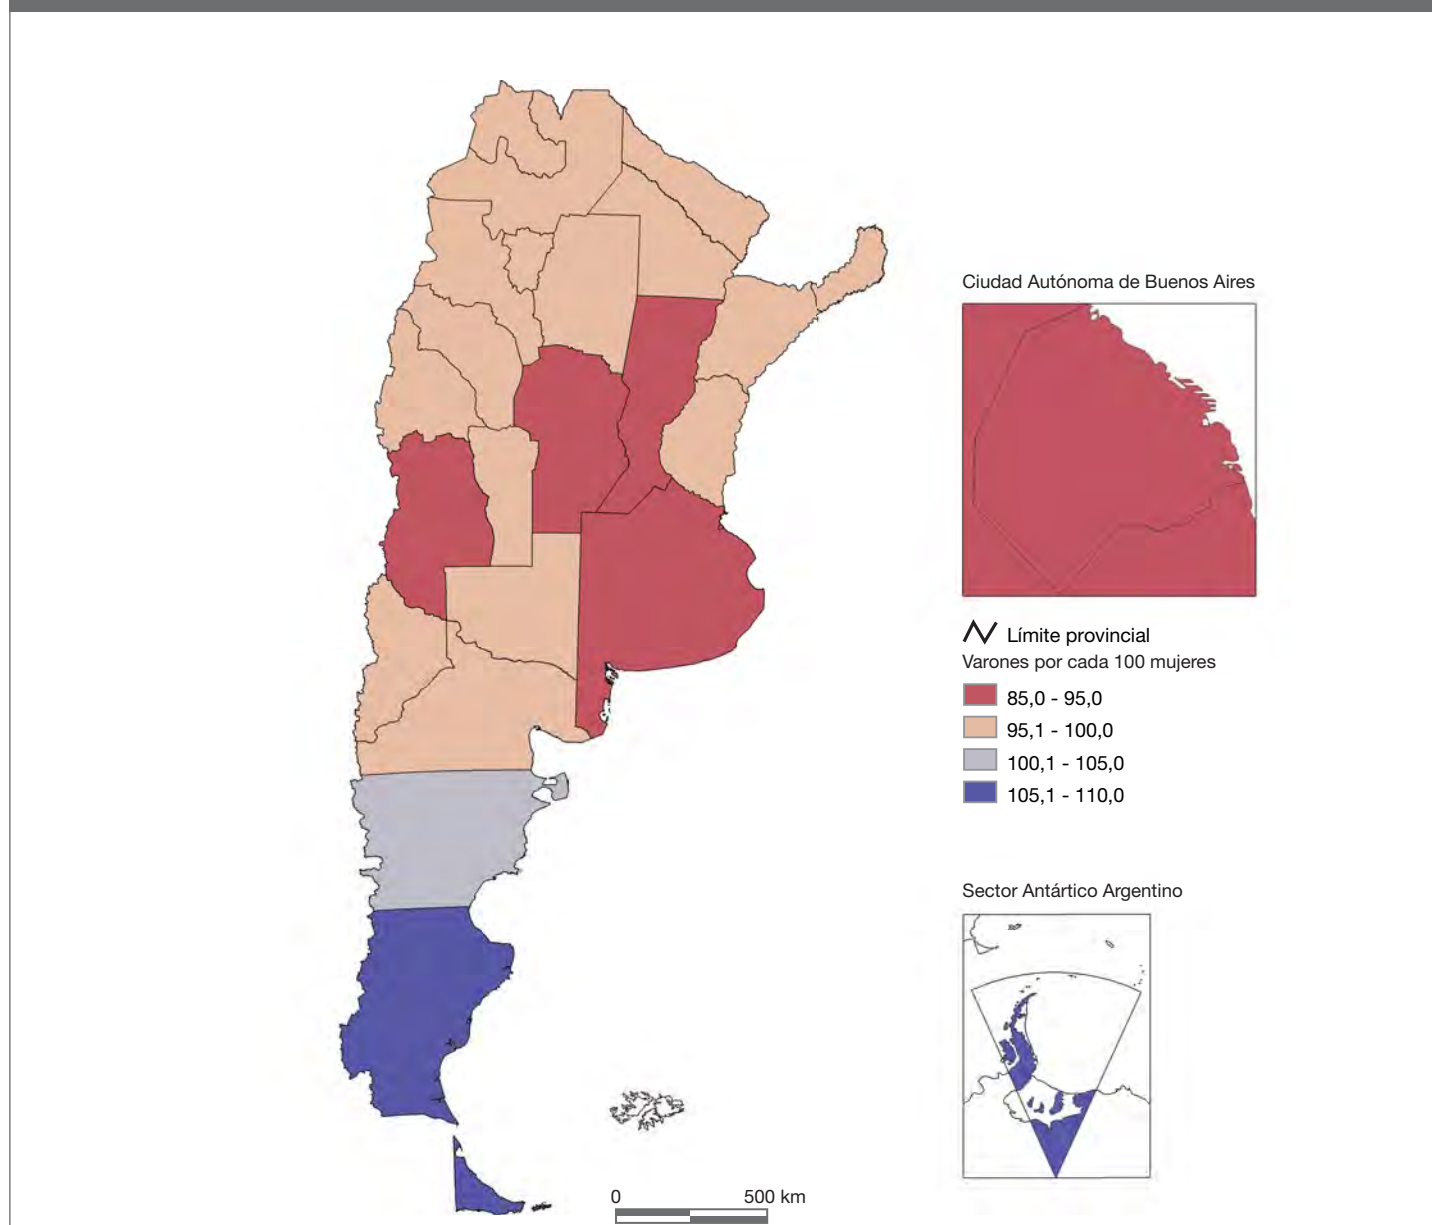 Ciudad Autónoma de Buenos Aires
Límite provincial
Varones por cada 100 mujeres
85,0 - 95,0
95,1 - 100,0
100,1 - 105,0
105,1 - 110,0
Sector Antártico Argentino
0 500 km